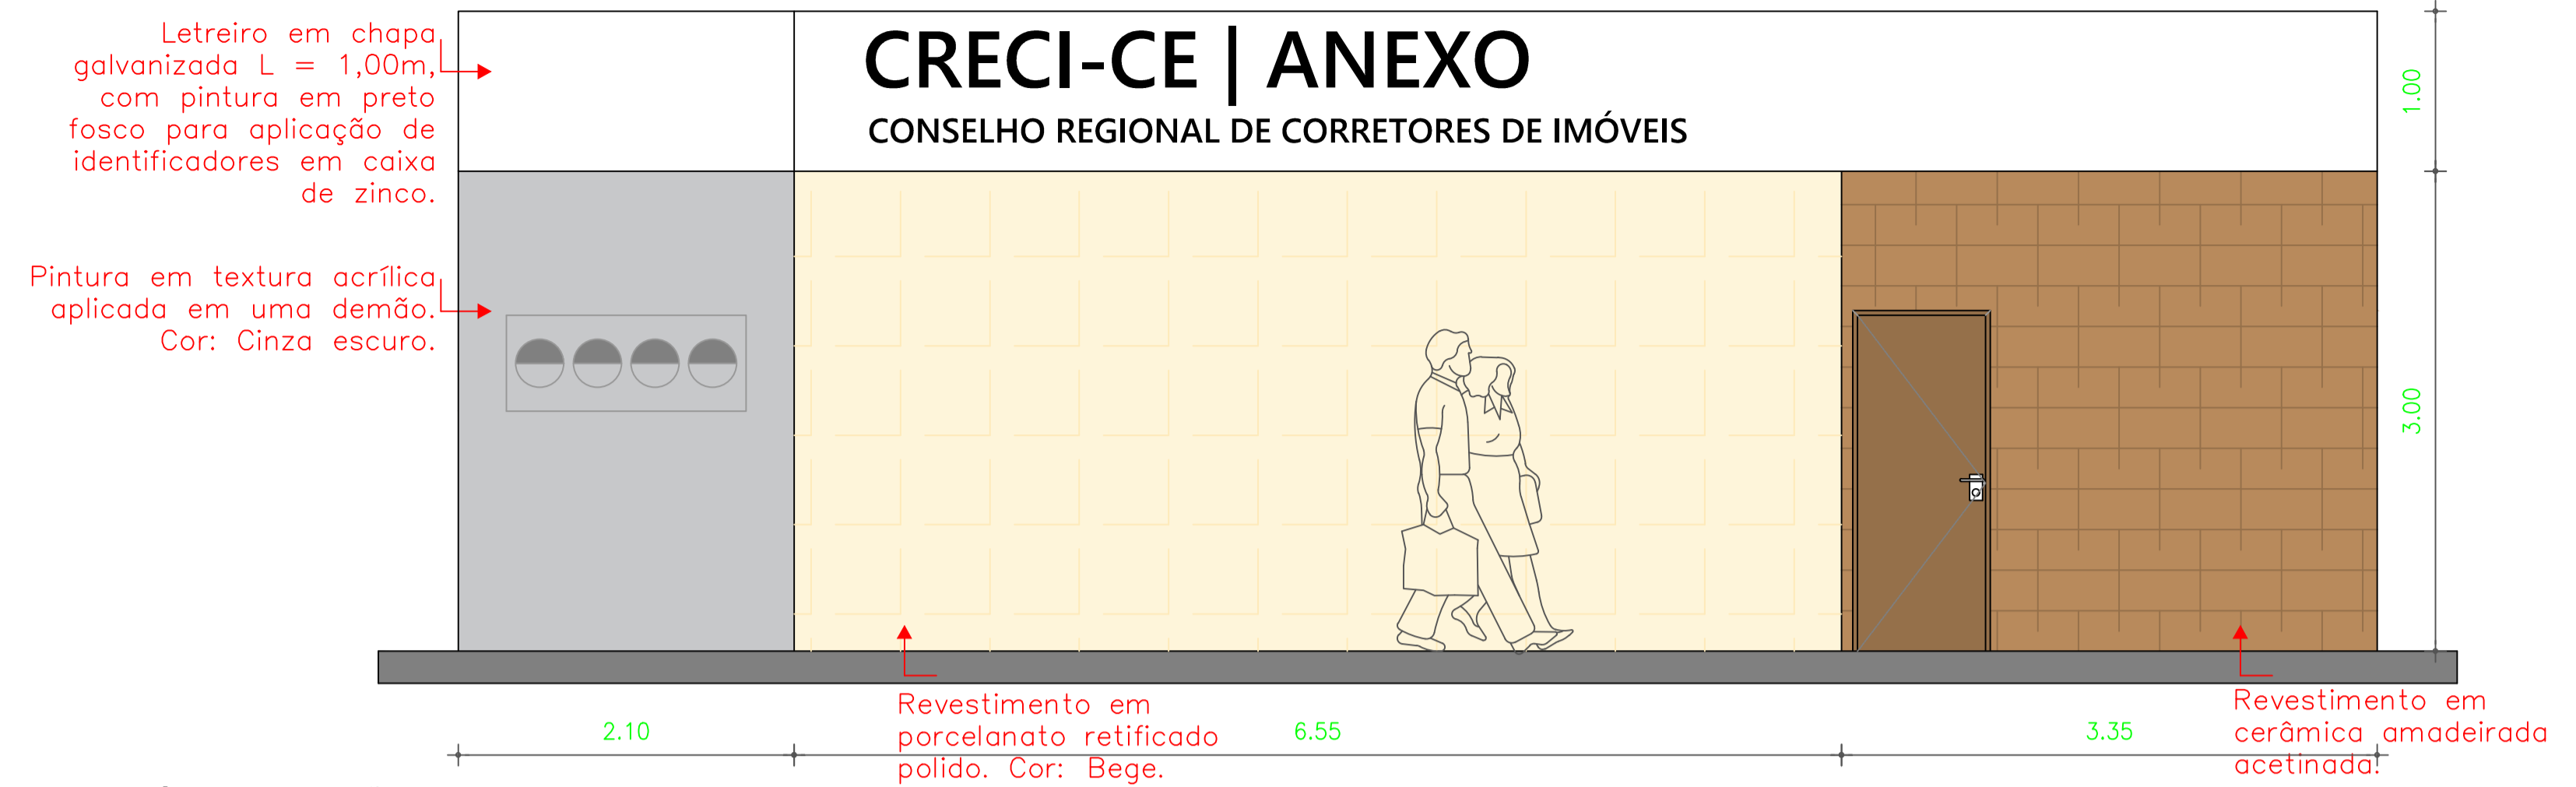 CRECI-CE | ANEXO
CONSELHO REGIONAL DE CORRETORES DE IMÓVEIS
Letreiro em chapa
galvanizada L = 1,00m,
com pintura em preto
fosco para aplicação de
identificadores em caixa
de zinco.
Pintura em textura acrílica
aplicada em uma demão.
Cor: Cinza escuro.
1.00
3.00
Revestimento em
porcelanato retificado
polido. Cor: Bege.
Revestimento em
cerâmica amadeirada
acetinada.
2.10
6.55
3.35